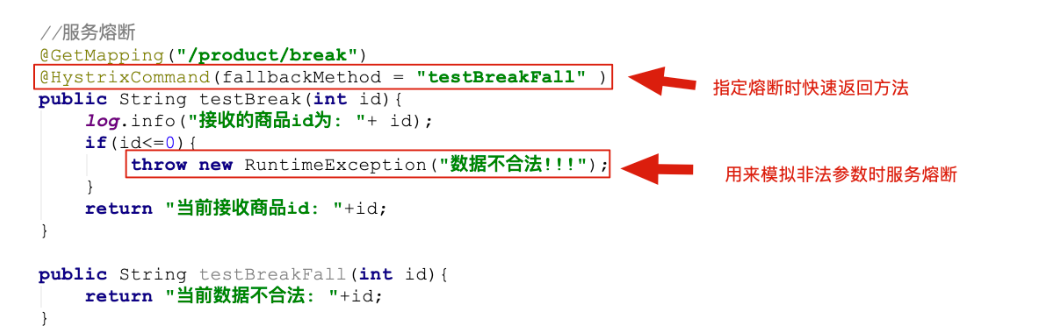 //服务熔断
@GetMapping("/product/break")
@HystrixCommand(fallbackMethod = "testBreakFall" )
指定熔断时快速返回方法
public String testBreak(int id){
log.info("接收的商品id为: "+ id);
if(id<=0){
throw new RuntimeException("数据不合法!!!");
用来模拟非法参数时服务熔断
}
return "当前接收商品id: "+id;
}
public String testBreakFall(int id){
return "当前数据不合法: "+id;
}